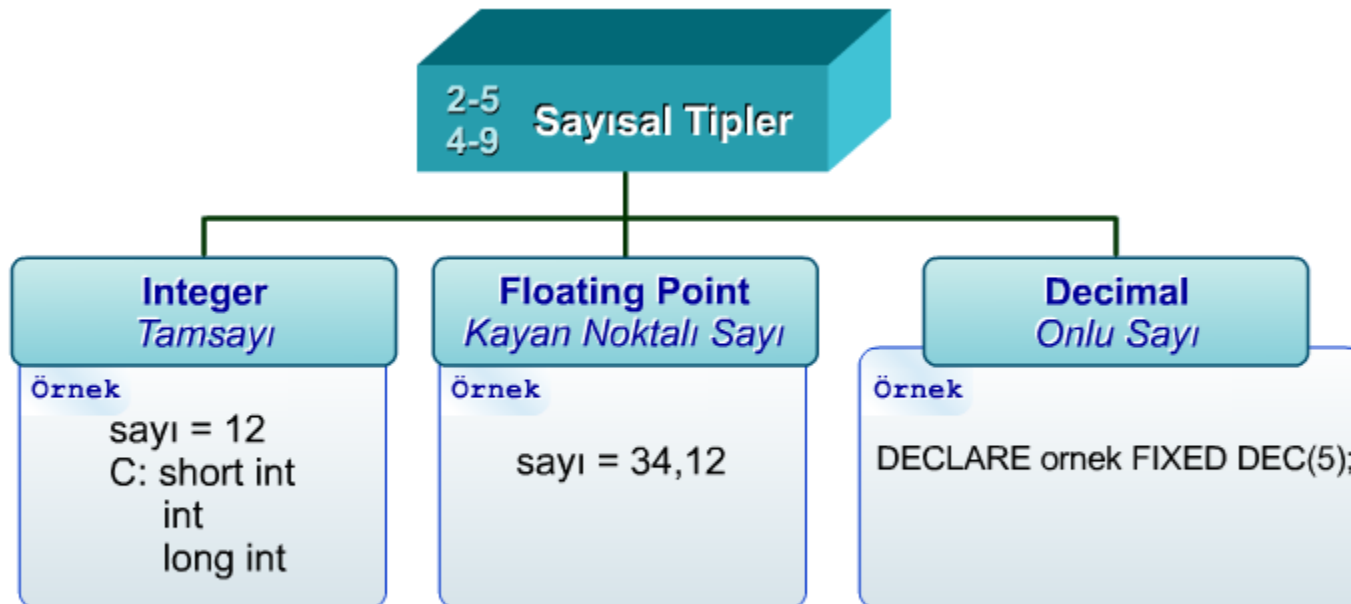 2-5
4-9
Sayısal Tipler
Integer
Tamsayı
Örnek
sayı = 12
C: short int
int
long int
Floating Point
Kayan Noktalı Sayı
Örnek
sayı = 34,12
Decimal
Onlu Sayı
Örnek
DECLARE ornek FIXED DEC(5);